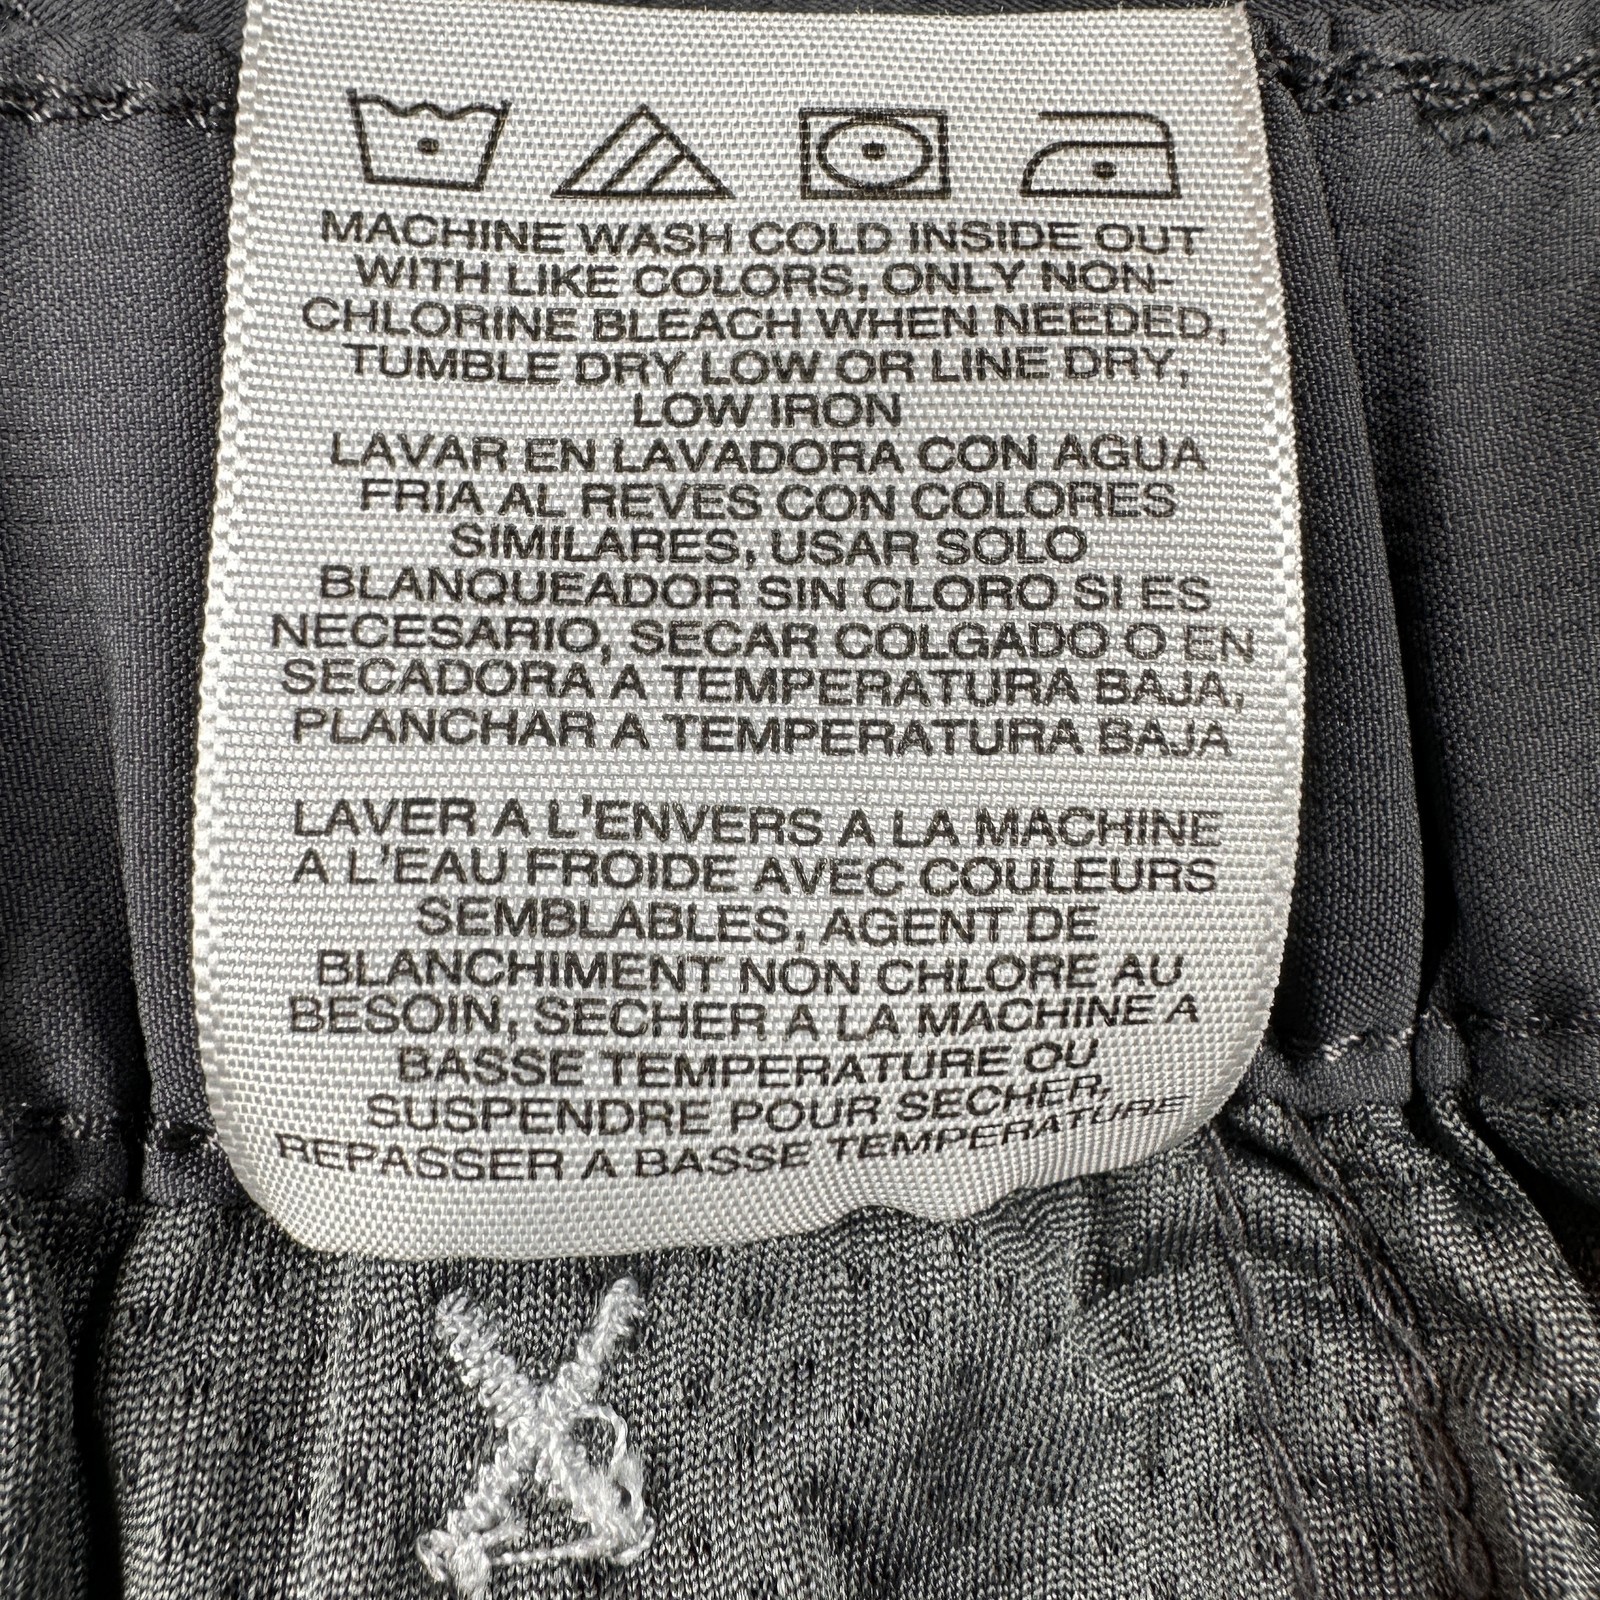 MACHINE WASH COLD INSIDE OUT
WITH LIKE COLORS, ONLY NON-
CHLORINE BLEACH WHEN NEEDED,
TUMBLE DRY LOW OR LINE DRY,
LOW IRON
LAVAR EN LAVADORA CON AGUA
FRIA AL REVES CON COLORES
SIMILARES, USAR SOLO
BLANQUEADOR SIN CLORO SI ES
NECESARIO, SECAR COLGADO O EN
SECADORA A TEMPERATURA BAJA,
PLANCHAR A TEMPERATURA BAJA
LAVER A L'ENVERS A LA MACHINE
A L'EAU FROIDE AVEC COULEURS
SEMBLABLES, AGENT DE
BLANCHIMENT NON CHLORE AU
BESOIN, SECHER A LA MACHINE A
BASSE TEMPERATURE OU
SUSPENDRE POUR SECHER,
REPASSER A BASSE TEMPERATURE